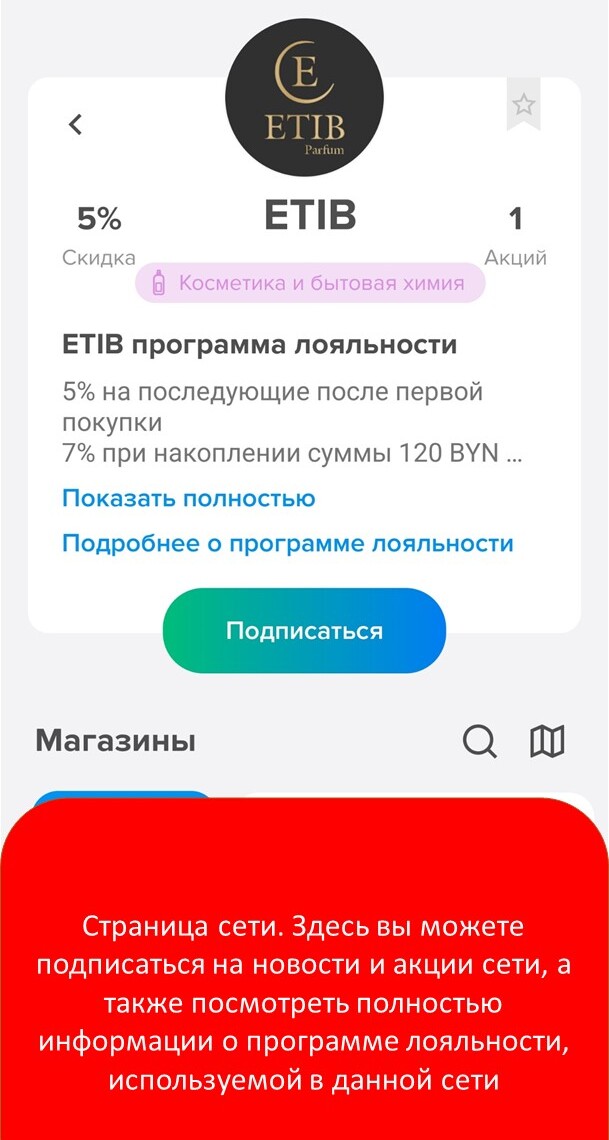 E
ETIB
Parfum
5%
ETIB
1
Скидка
Акций
Косметика и бытовая химия
ETIB программа лояльности
5% на последующие после первой
покупки
7% при накоплении суммы 120 BYN ...
Показать полностью
Подробнее о программе лояльности
Подписаться
Магазины
Страница сети. Здесь вы можете
подписаться на новости и акции сети, а
также посмотреть полностью
информации о программе лояльности,
используемой в данной сети